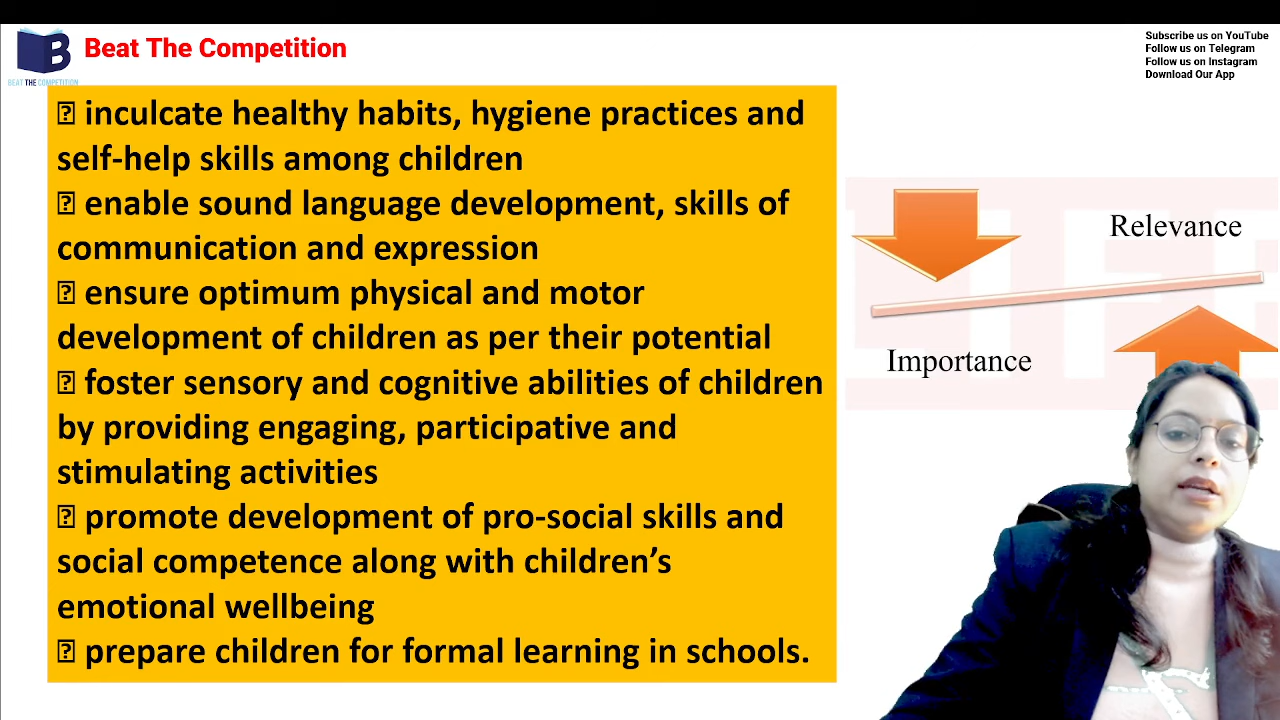 Beat The Competition
BEAT THE COMPETITION
Subscribe us on YouTube
Follow us on Telegram
Follow us on Instagram
Download Our App
inculcate healthy habits, hygiene practices and
self-help skills among children
enable sound language development, skills of
communication and expression
ensure optimum physical and motor
development of children as per their potential
foster sensory and cognitive abilities of children
by providing engaging, participative and
stimulating activities
promote development of pro-social skills and
social competence along with children’s
emotional wellbeing
prepare children for formal learning in schools.
Relevance
Importance